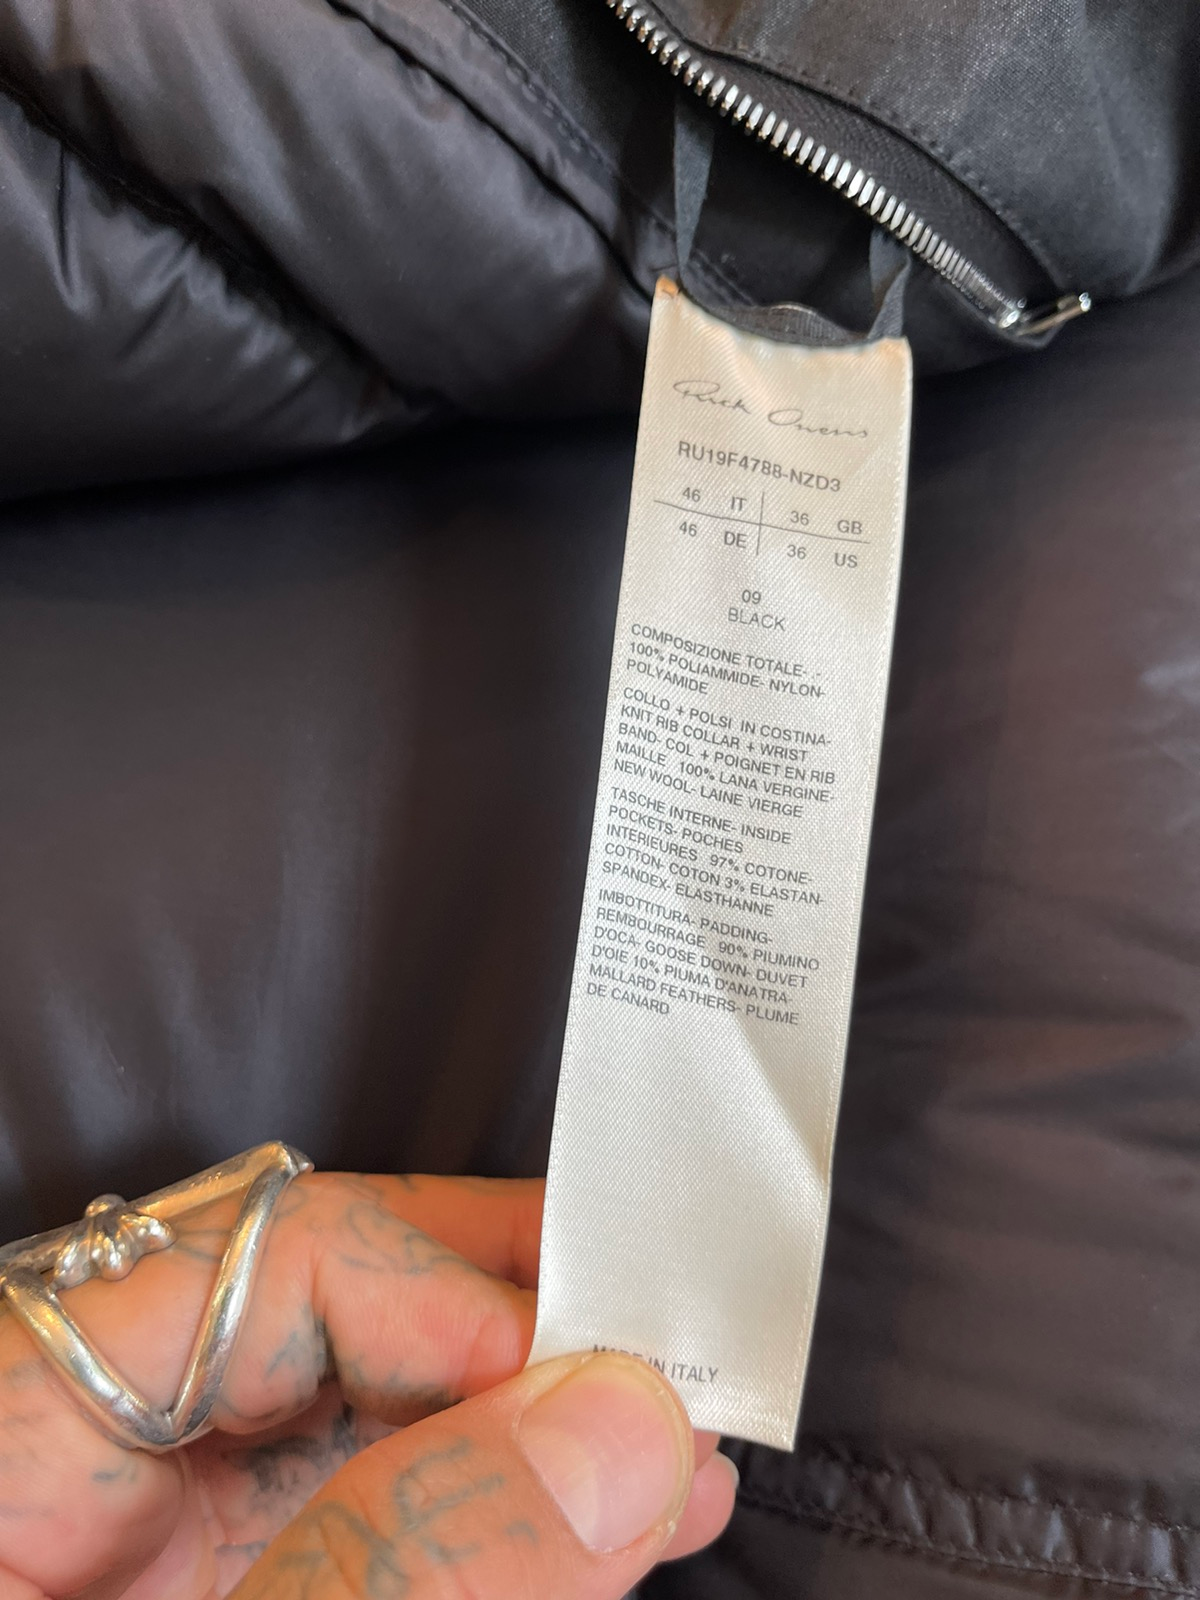 Rick Owens
RU19F4788-NZD3
46 IT 36 GB
46 DE 36 US
09
BLACK
COMPOSIZIONE TOTALE- .-
100% POLIAMMIDE- NYLON-
POLYAMIDE
COLLO + POLSI IN COSTINA-
KNIT RIB COLLAR + WRIST
BAND- COL + POIGNET EN RIB
MAILLE 100% LANA VERGINE-
NEW WOOL- LAINE VIERGE
TASCHE INTERNE- INSIDE
POCKETS- POCHES
INTERIEURES 97% COTONE-
COTTON- COTON 3% ELASTAN-
SPANDEX- ELASTHANNE
IMBOTTITURA- PADDING-
REMBOURRAGE 90% PIUMINO
D'OCA- GOOSE DOWN- DUVET
D'OIE 10% PIUMA D'ANATRA-
MALLARD FEATHERS- PLUME
DE CANARD
MADE IN ITALY